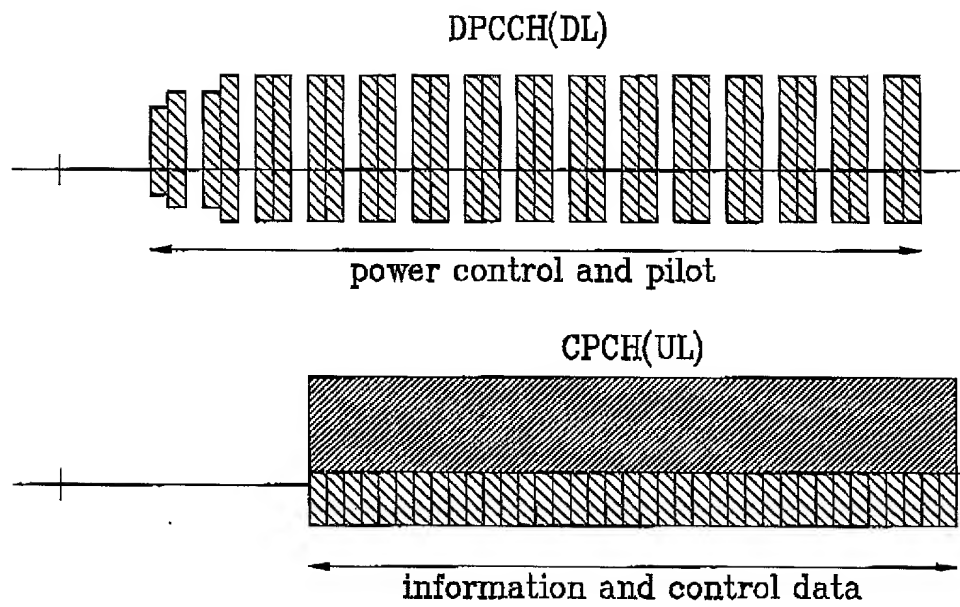 DPCCH(DL)
power control and pilot
CPCH(UL)
information and control data